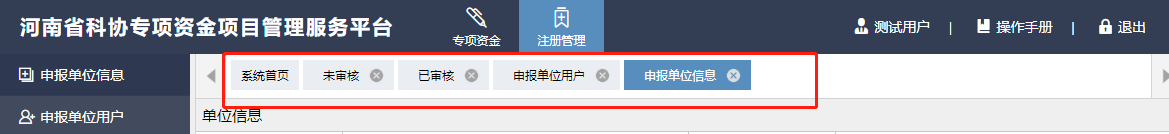 河南省科协专项资金项目管理服务平台
专项资金 注册管理
测试用户 | 操作手册 | 退出
申报单位信息
系统首页 未审核 已审核 申报单位用户 申报单位信息
申报单位用户
单位信息